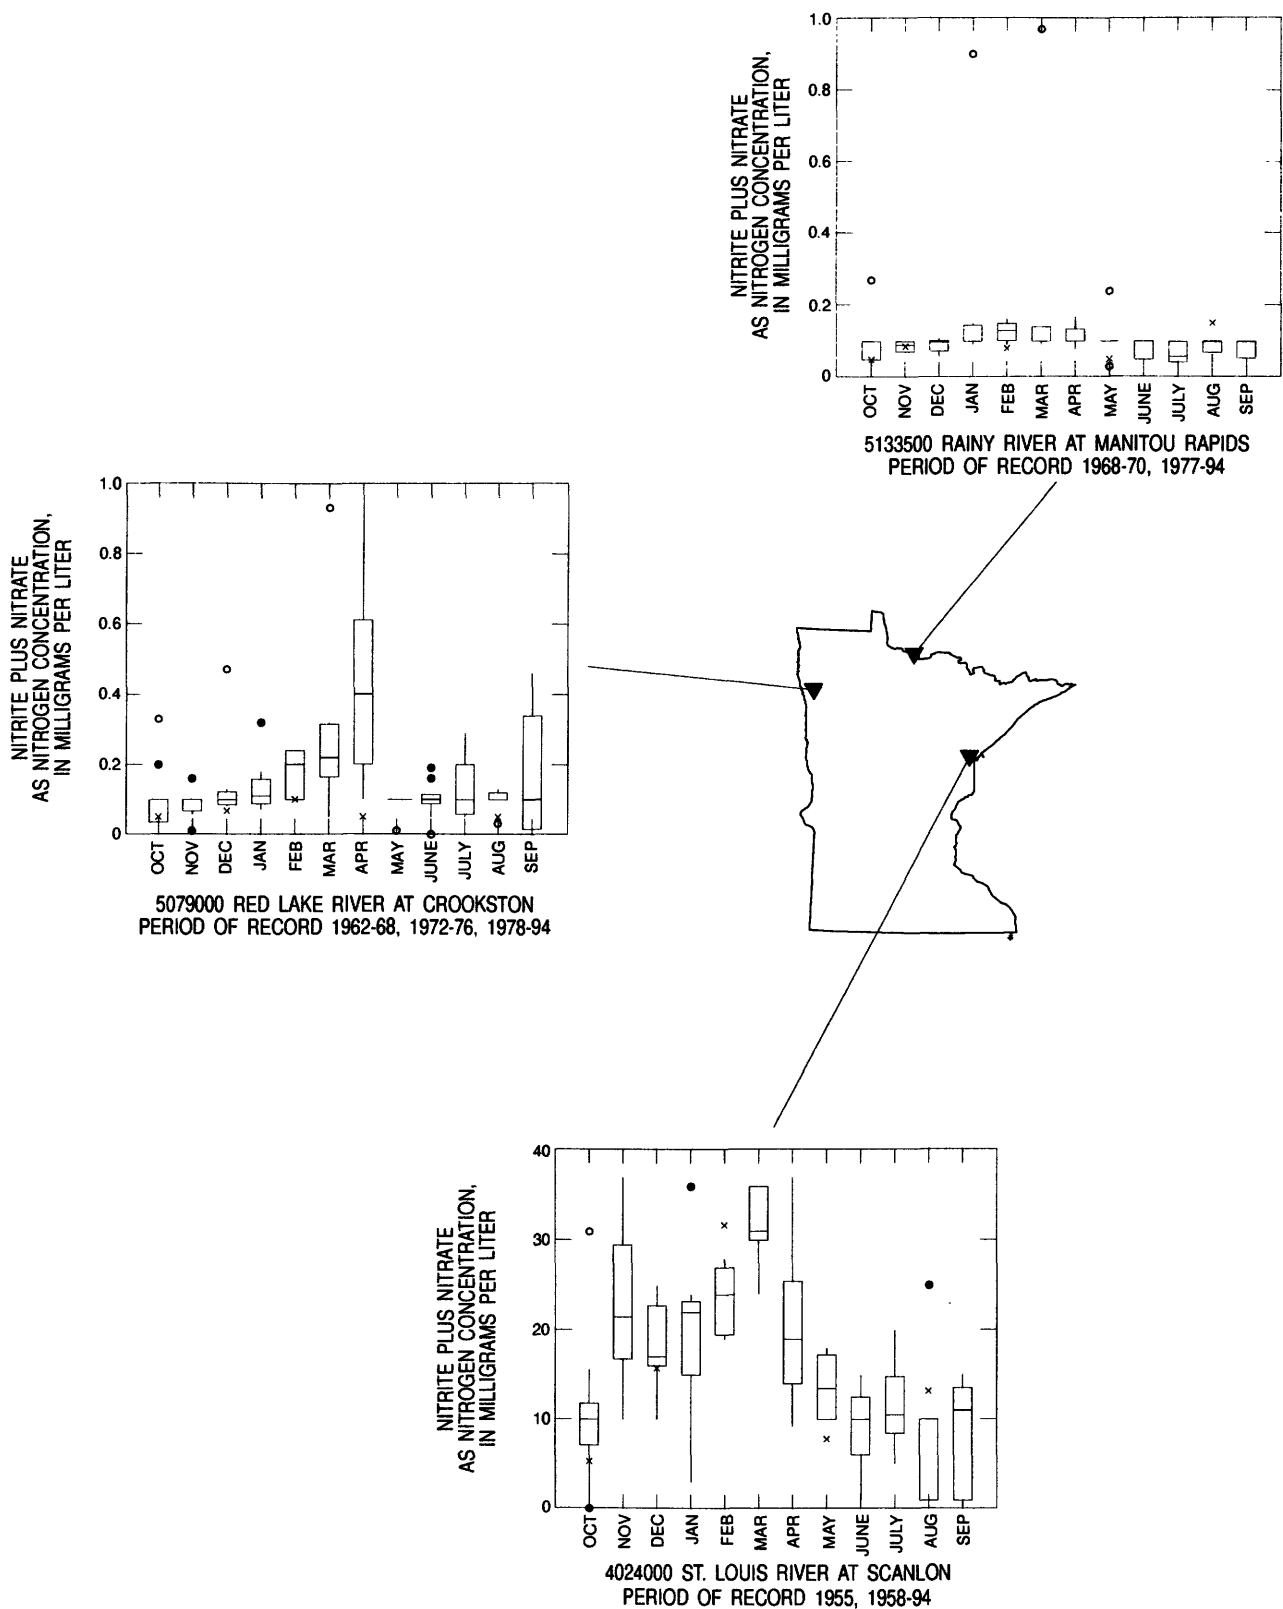 NITRITE PLUS NITRATE
AS NITROGEN CONCENTRATION,
IN MILLIGRAMS PER LITER
1.0
0.8
0.6
0.4
0.2
0
OCT
NOV
DEC
JAN
FEB
MAR
APR
MAY
JUNE
JULY
AUG
SEP
5133500 RAINY RIVER AT MANITOU RAPIDS
PERIOD OF RECORD 1968-70, 1977-94
NITRITE PLUS NITRATE
AS NITROGEN CONCENTRATION,
IN MILLIGRAMS PER LITER
1.0
0.8
0.6
0.4
0.2
0
OCT
NOV
DEC
JAN
FEB
MAR
APR
MAY
JUNE
JULY
AUG
SEP
5079000 RED LAKE RIVER AT CROOKSTON
PERIOD OF RECORD 1962-68, 1972-76, 1978-94
NITRITE PLUS NITRATE
AS NITROGEN CONCENTRATION,
IN MILLIGRAMS PER LITER
40
30
20
10
0
OCT
NOV
DEC
JAN
FEB
MAR
APR
MAY
JUNE
JULY
AUG
SEP
4024000 ST. LOUIS RIVER AT SCANLON
PERIOD OF RECORD 1955, 1958-94